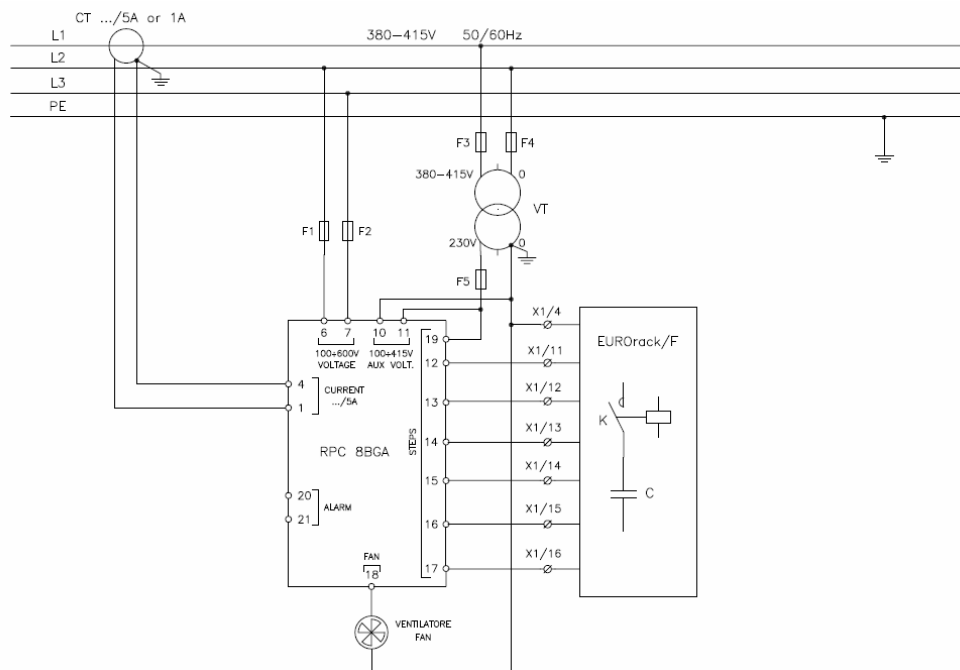 CT .../5A or 1A
L1
380–415V 50/60Hz
L2
L3
PE
F3
F4
380–415V
0
VT
F1
F2
230V
0
F5
X1/4
6
7
10
11
19
EUROrack/F
100÷600V
VOLTAGE
100÷415V
AUX VOLT.
12
X1/11
4
CURRENT
.../5A
1
13
X1/12
K
STEPS
14
X1/13
RPC 8BGA
15
X1/14
C
20
ALARM
21
16
X1/15
FAN
18
17
X1/16
VENTILATORE
FAN